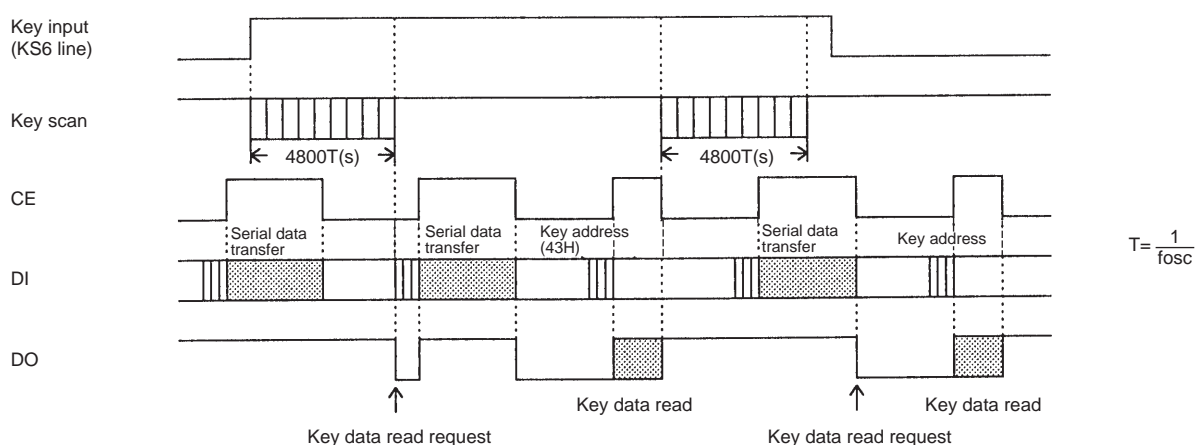 Key input
(KS6 line)
Key scan
4800T(s)
4800T(s)
CE
Serial data
transfer
Serial data
transfer
Key address
(43H)
Serial data
transfer
Key address
T= 1
fosc
DI
DO
Key data read
Key data read
Key data read request
Key data read request